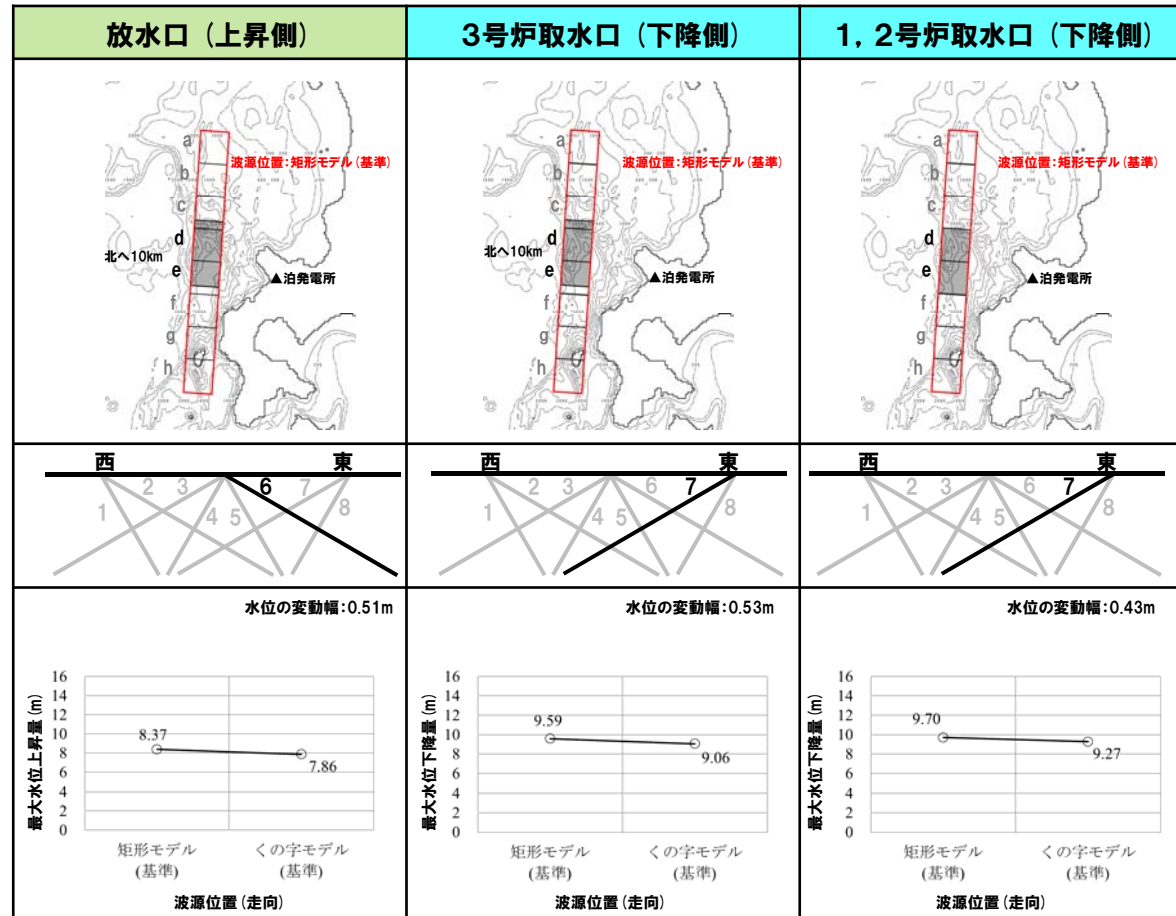 放水口（上昇側）
3号炉取水口（下降側）
1，2号炉取水口（下降側）
a
波源位置：矩形モデル（基準）
b
c
d
北へ10km
e
▲泊発電所
f
g
h
a
波源位置：矩形モデル（基準）
b
c
d
北へ10km
e
▲泊発電所
f
g
h
a
波源位置：矩形モデル（基準）
b
c
d
e
▲泊発電所
f
g
h
西 東
1 2 3 4 5 6 7 8
西 東
1 2 3 4 5 6 7 8
西 東
1 2 3 4 5 6 7 8
水位の変動幅：0.51m
最大水位上昇量（m）
16
14
12
10
8
6
4
2
0
8.37
7.86
矩形モデル くの字モデル
(基準) (基準)
波源位置（走向）
水位の変動幅：0.53m
最大水位下降量（m）
16
14
12
10
8
6
4
2
0
9.59
9.06
矩形モデル くの字モデル
(基準) (基準)
波源位置（走向）
水位の変動幅：0.43m
最大水位下降量（m）
16
14
12
10
8
6
4
2
0
9.70
9.27
矩形モデル くの字モデル
(基準) (基準)
波源位置（走向）